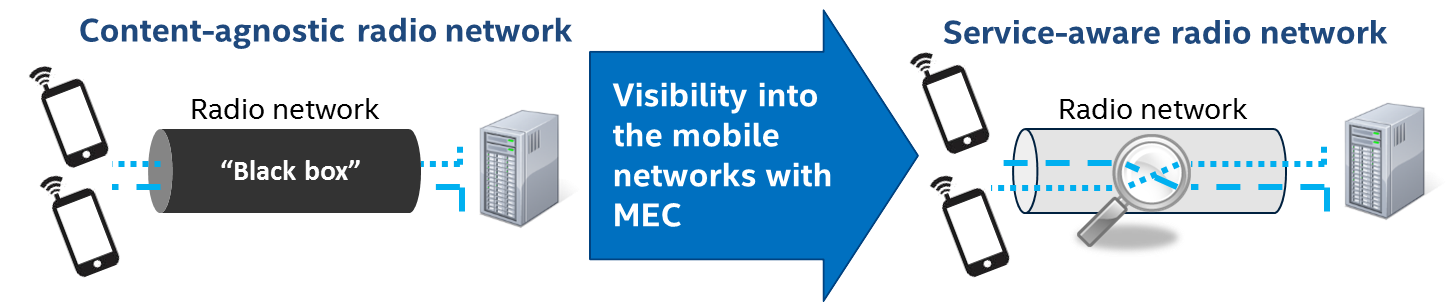 Content-agnostic radio network
Radio network
“Black box”
Visibility into
the mobile
networks with
MEC
Service-aware radio network
Radio network